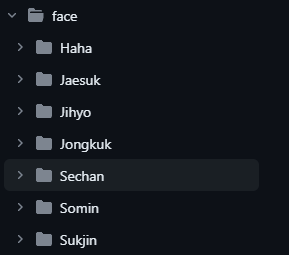 face
Haha
Jaesuk
Jihyo
Jongkuk
Sechan
Somin
Sukjin